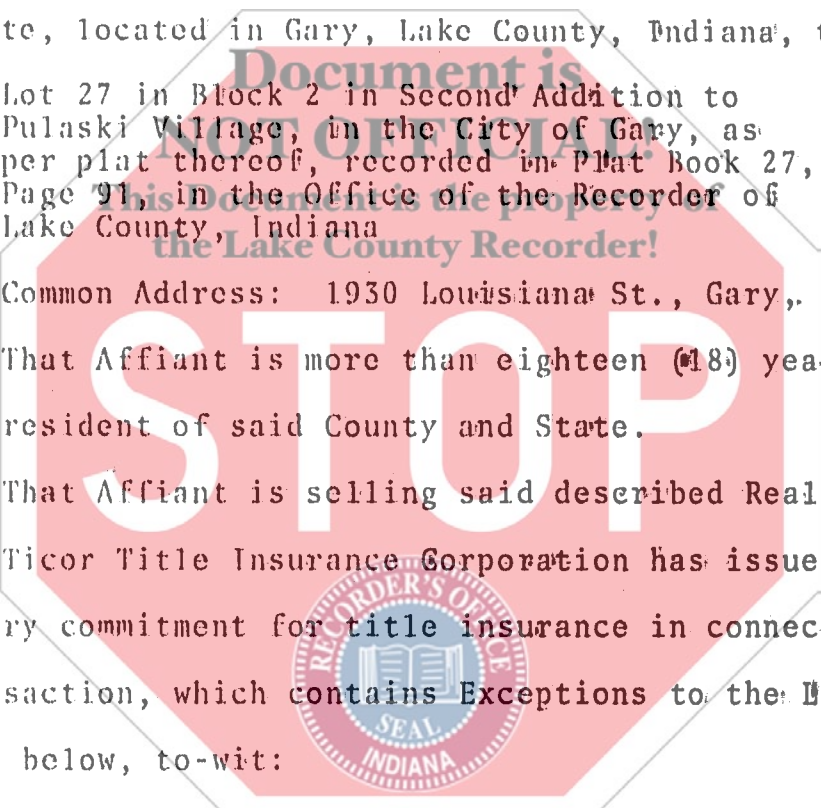 te, located in Gary, Lake County, Indiana, t
Document is
Lot 27 in Block 2 in Second Addition to
Pulaski Village, in the City of Gary, as
NOT OFFICIAL!
per plat thereof, recorded in Plat Book 27,
Page 91, in the Office of the Recorder of
This Document is the property of
Lake County, Indiana
the Lake County Recorder!
Common Address: 1930 Louisiana St., Gary,
That Affiant is more than eighteen (18) yea
STOP
resident of said County and State.
That Affiant is selling said described Real
Ticor Title Insurance Corporation has issue
ry commitment for title insurance in connec
saction, which contains Exceptions to the
below, to-wit:
RECORDER'S OFFICE
SEAL
INDIANA